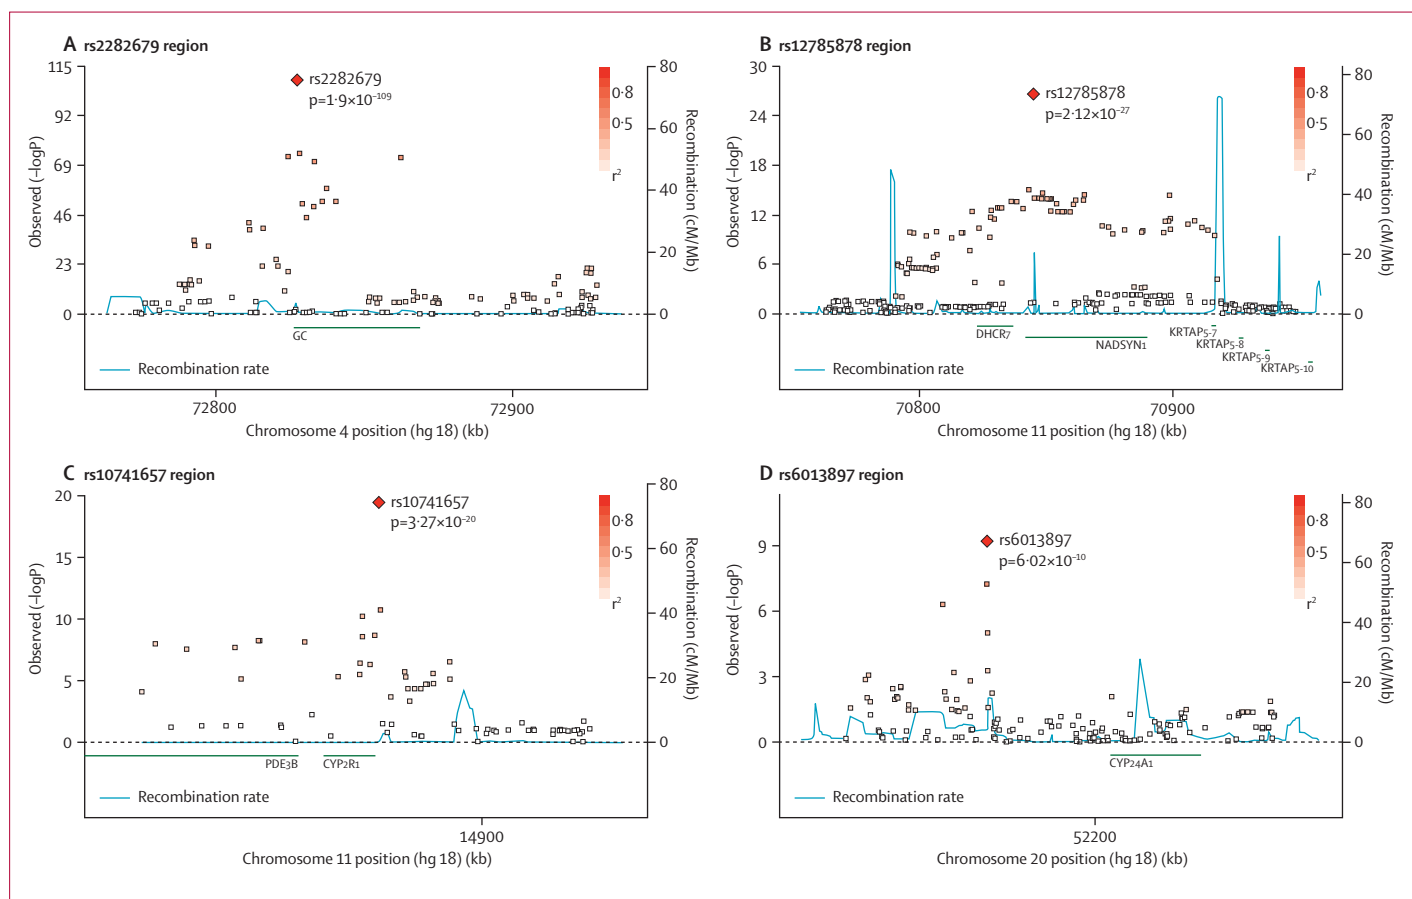 A rs2282679 region
115
92
69
46
23
0
Observed (–logP)
rs2282679
p=1·9×10⁻¹⁰⁹
0·8
0·5
r²
80
60
40
20
0
Recombination (cM/Mb)
GC
Recombination rate
72800
72900
Chromosome 4 position (hg 18) (kb)
B rs12785878 region
30
24
18
12
6
0
Observed (–logP)
rs12785878
p=2·12×10⁻²⁷
0·8
0·5
r²
80
60
40
20
0
Recombination (cM/Mb)
DHCR7
NADSYN1
KRTAP5-7
KRTAP5-8
KRTAP5-9
KRTAP5-10
Recombination rate
70800
70900
Chromosome 11 position (hg 18) (kb)
C rs10741657 region
20
15
10
5
0
Observed (–logP)
rs10741657
p=3·27×10⁻²⁰
0·8
0·5
r²
80
60
40
20
0
Recombination (cM/Mb)
PDE3B
CYP2R1
Recombination rate
14900
Chromosome 11 position (hg 18) (kb)
D rs6013897 region
9
6
3
0
Observed (–logP)
rs6013897
p=6·02×10⁻¹⁰
0·8
0·5
r²
80
60
40
20
0
Recombination (cM/Mb)
CYP24A1
Recombination rate
52200
Chromosome 20 position (hg 18) (kb)